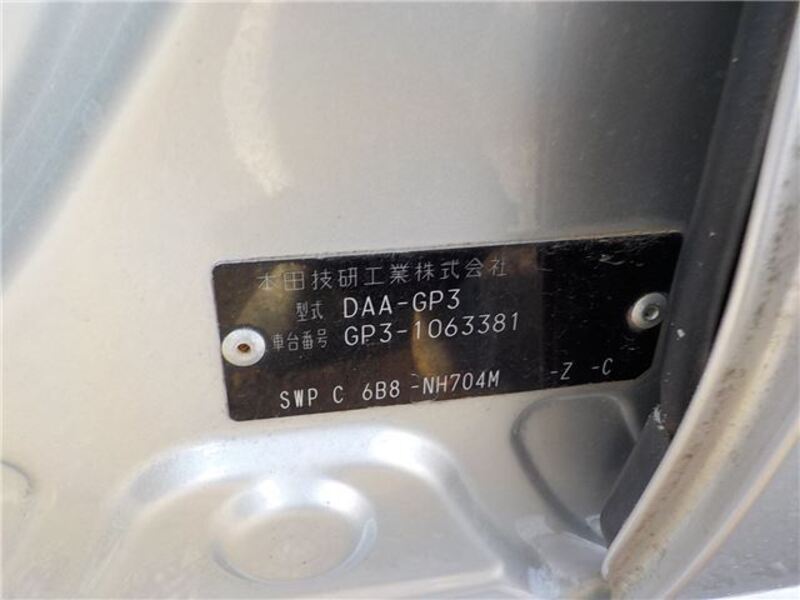 本田技研工業株式会社
型式 DAA-GP3
車台番号 GP3-1063381
SWP C 6B8-NH704M -Z -C